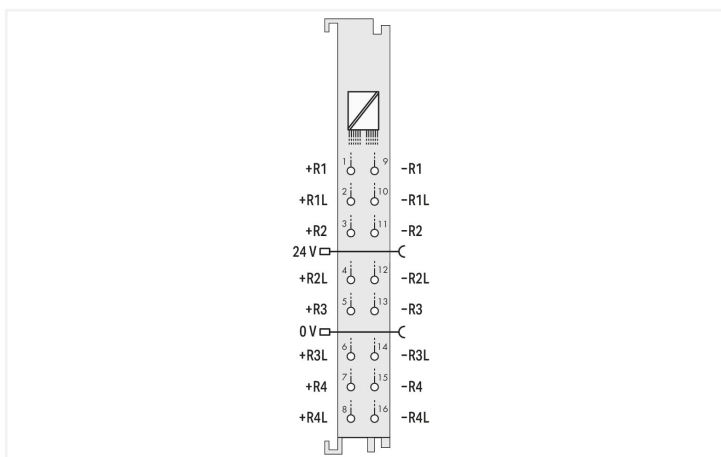 +R1 1 9 –R1
+R1L 2 10 –R1L
+R2 3 11 –R2
24 V
+R2L 4 12 –R2L
+R3 5 13 –R3
0 V
+R3L 6 14 –R3L
+R4 7 15 –R4
+R4L 8 16 –R4L